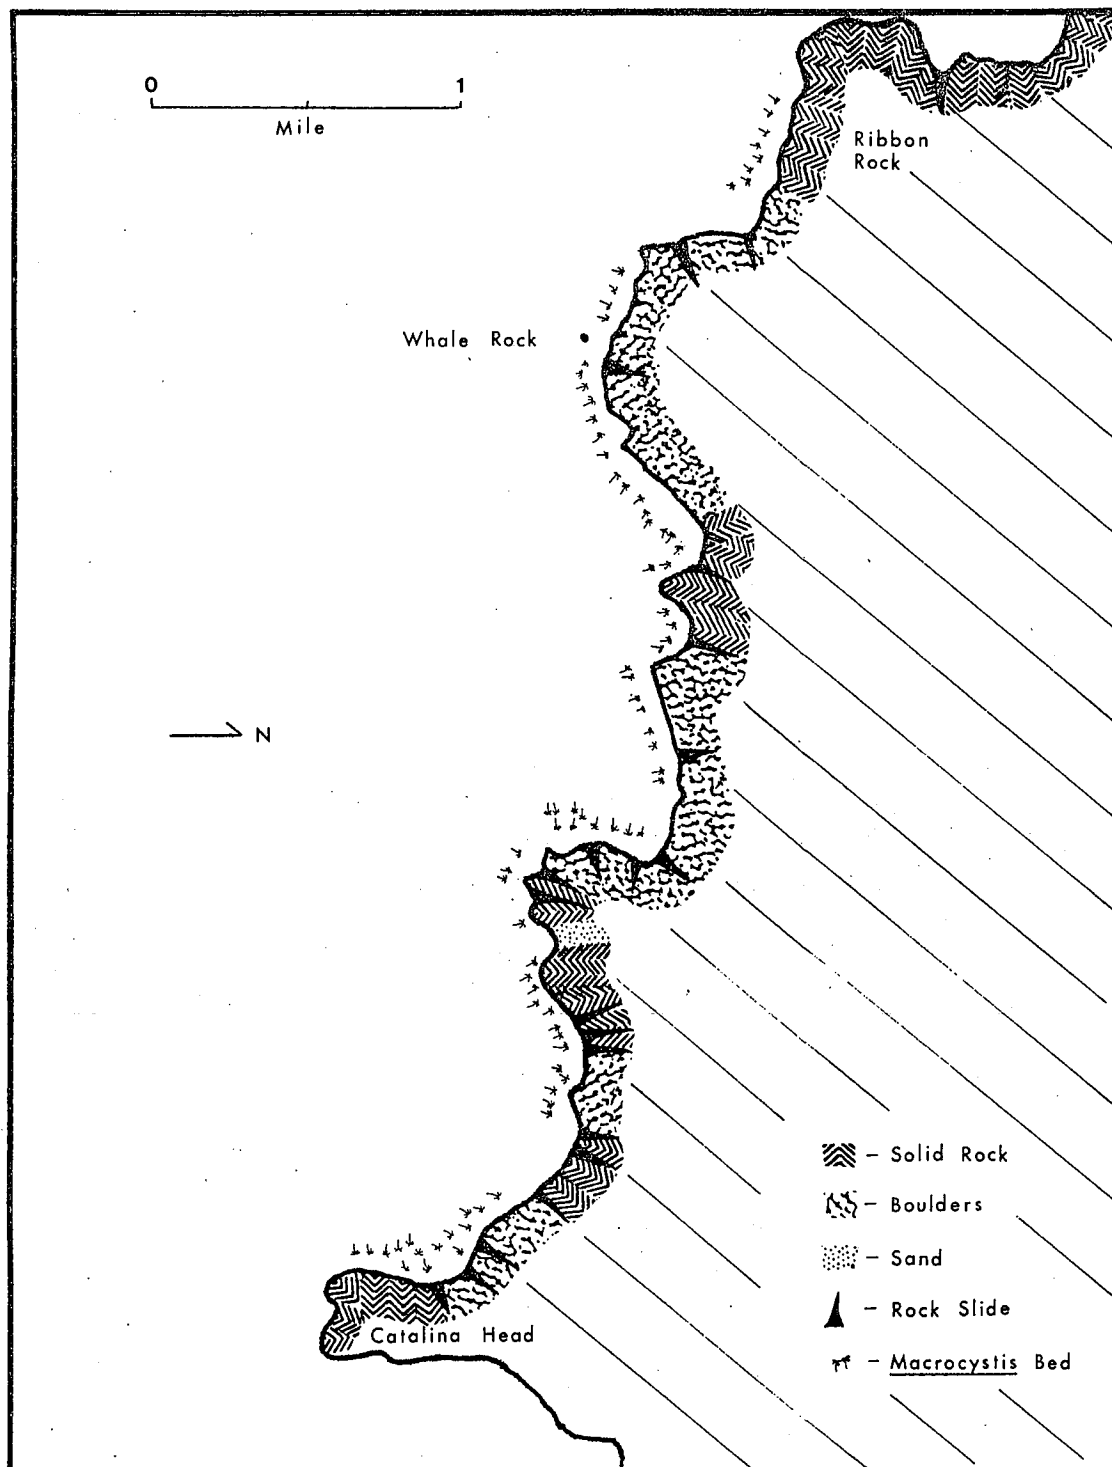 0 1
Mile
Ribbon
Rock
Whale Rock
N
– Solid Rock
– Boulders
– Sand
– Rock Slide
– Macrocystis Bed
Catalina Head